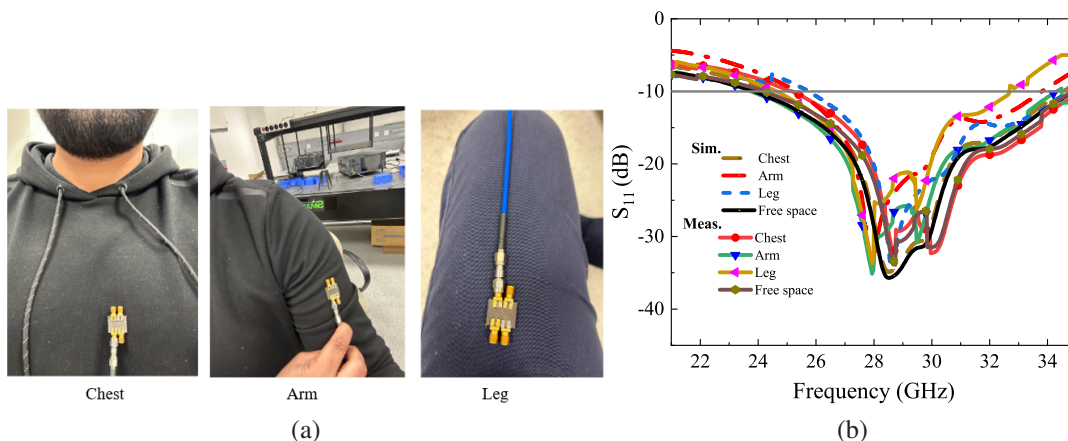 Chest
Arm
Leg
(a)
0
-10
-20
-30
-40
S11 (dB)
Sim.
Chest
Arm
Leg
Free space
Meas.
Chest
Arm
Leg
Free space
22 24 26 28 30 32 34
Frequency (GHz)
(b)